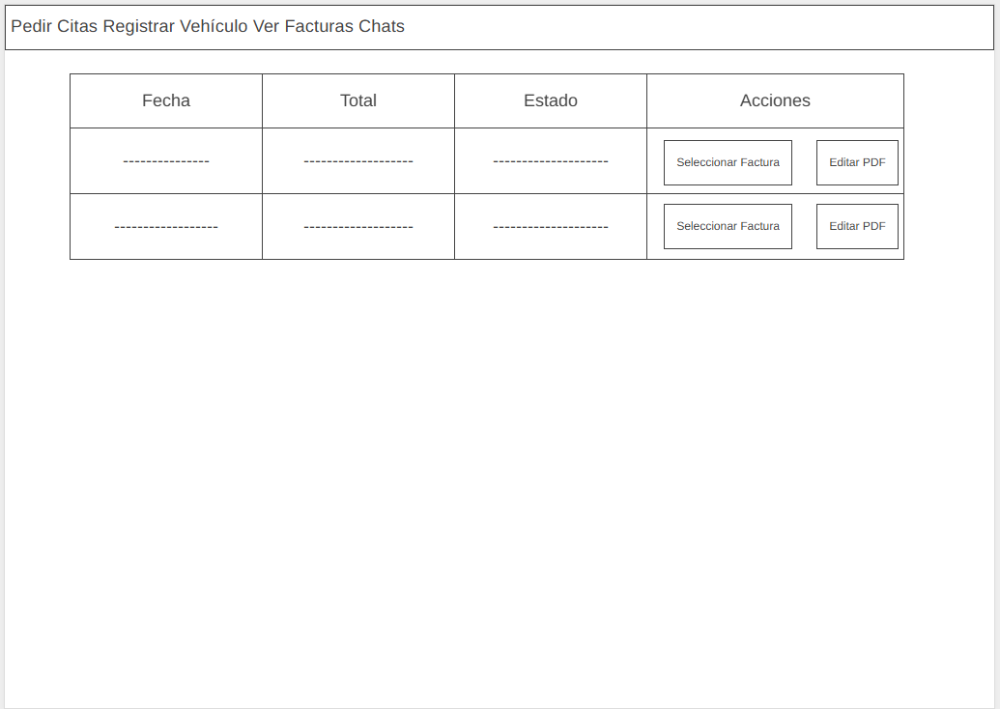 Pedir Citas Registrar Vehículo Ver Facturas Chats
Fecha Total Estado Acciones
--------------- ------------------- -------------------- Seleccionar Factura Editar PDF
------------------ ------------------- -------------------- Seleccionar Factura Editar PDF